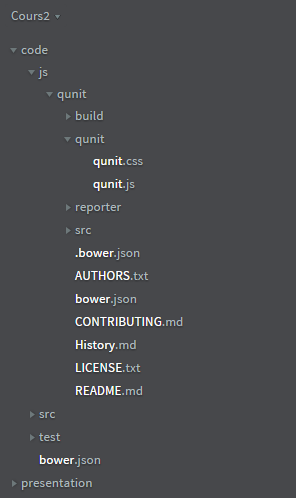 Cours2
code
js
qunit
build
qunit
qunit.css
qunit.js
reporter
src
.bower.json
AUTHORS.txt
bower.json
CONTRIBUTING.md
History.md
LICENSE.txt
README.md
src
test
bower.json
presentation